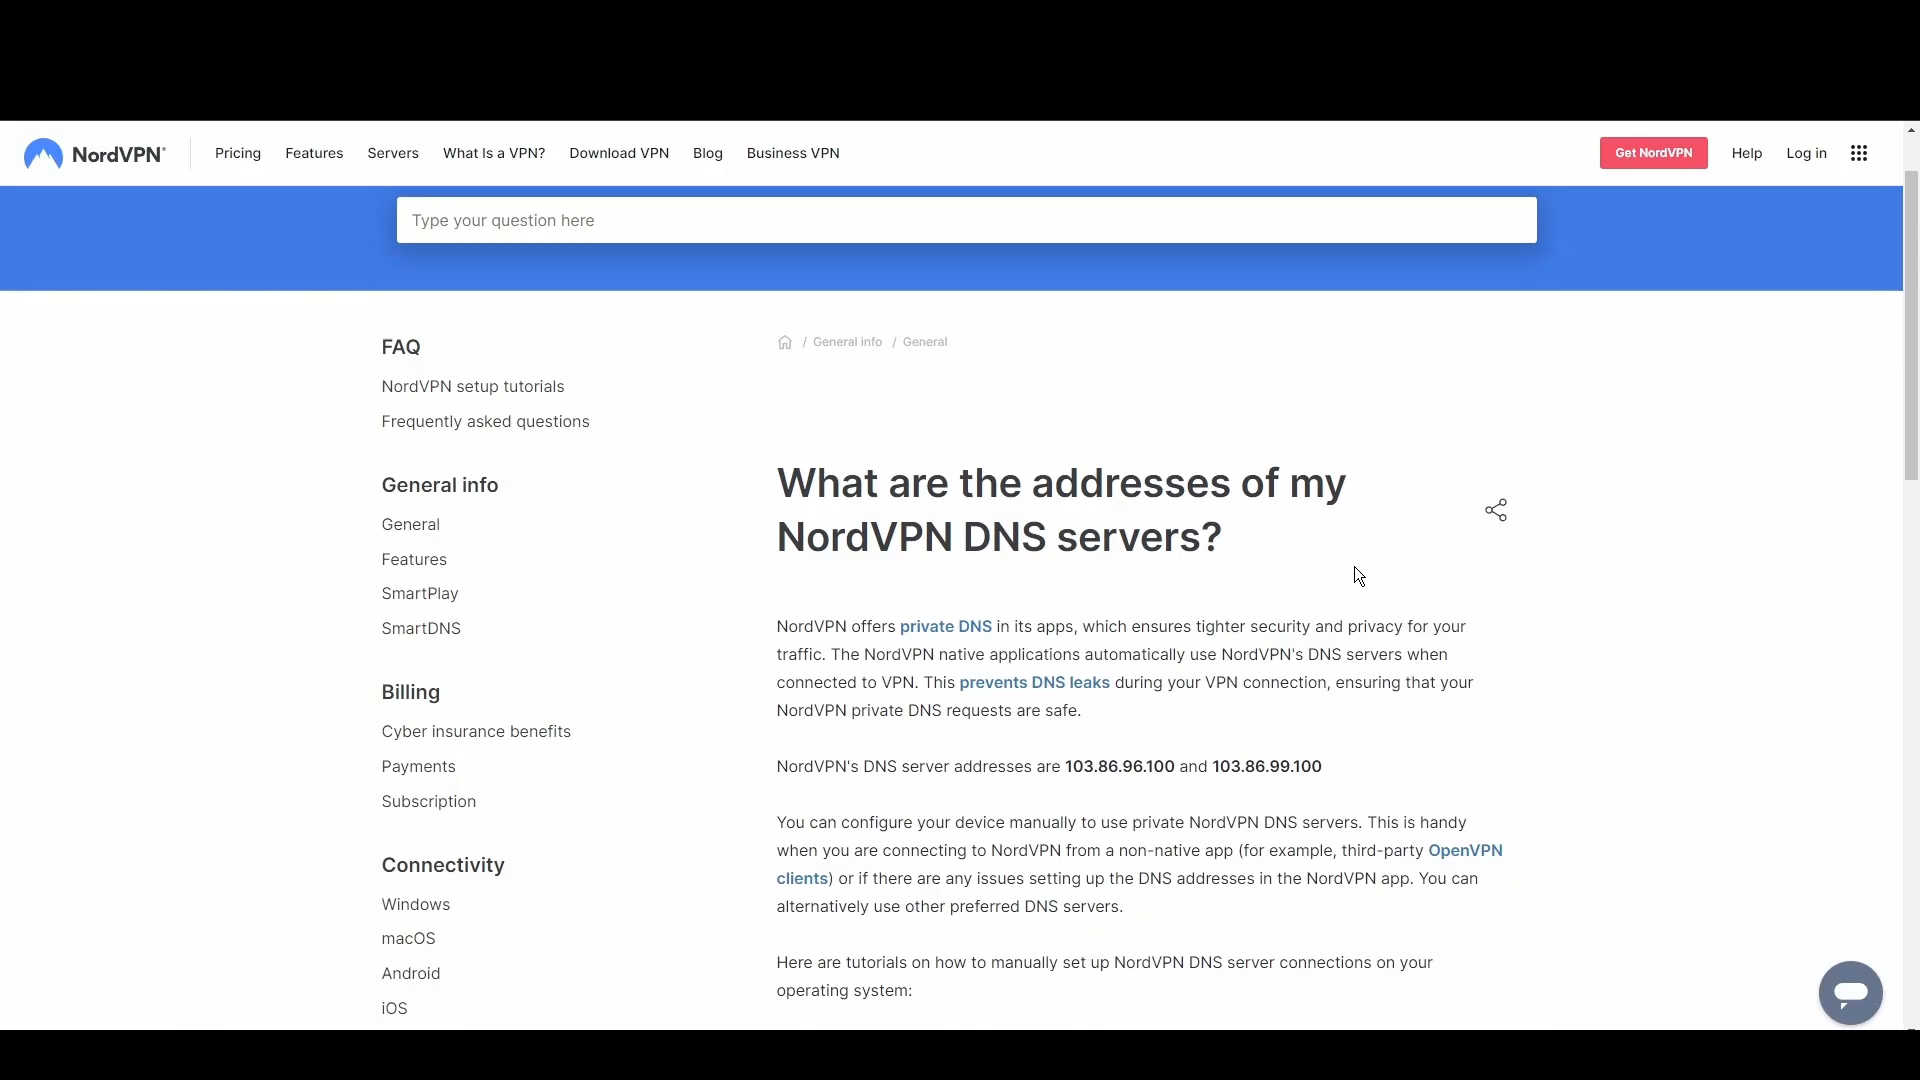 NordVPN®
Pricing
Features
Servers
What Is a VPN?
Download VPN
Blog
Business VPN
Get NordVPN
Help
Log in
Type your question here
FAQ
NordVPN setup tutorials
Frequently asked questions
General info
General
Features
SmartPlay
SmartDNS
Billing
Cyber insurance benefits
Payments
Subscription
Connectivity
Windows
macOS
Android
iOS
/ General info / General
What are the addresses of my
NordVPN DNS servers?
NordVPN offers private DNS in its apps, which ensures tighter security and privacy for your
traffic. The NordVPN native applications automatically use NordVPN's DNS servers when
connected to VPN. This prevents DNS leaks during your VPN connection, ensuring that your
NordVPN private DNS requests are safe.
NordVPN's DNS server addresses are 103.86.96.100 and 103.86.99.100
You can configure your device manually to use private NordVPN DNS servers. This is handy
when you are connecting to NordVPN from a non-native app (for example, third-party OpenVPN
clients) or if there are any issues setting up the DNS addresses in the NordVPN app. You can
alternatively use other preferred DNS servers.
Here are tutorials on how to manually set up NordVPN DNS server connections on your
operating system: